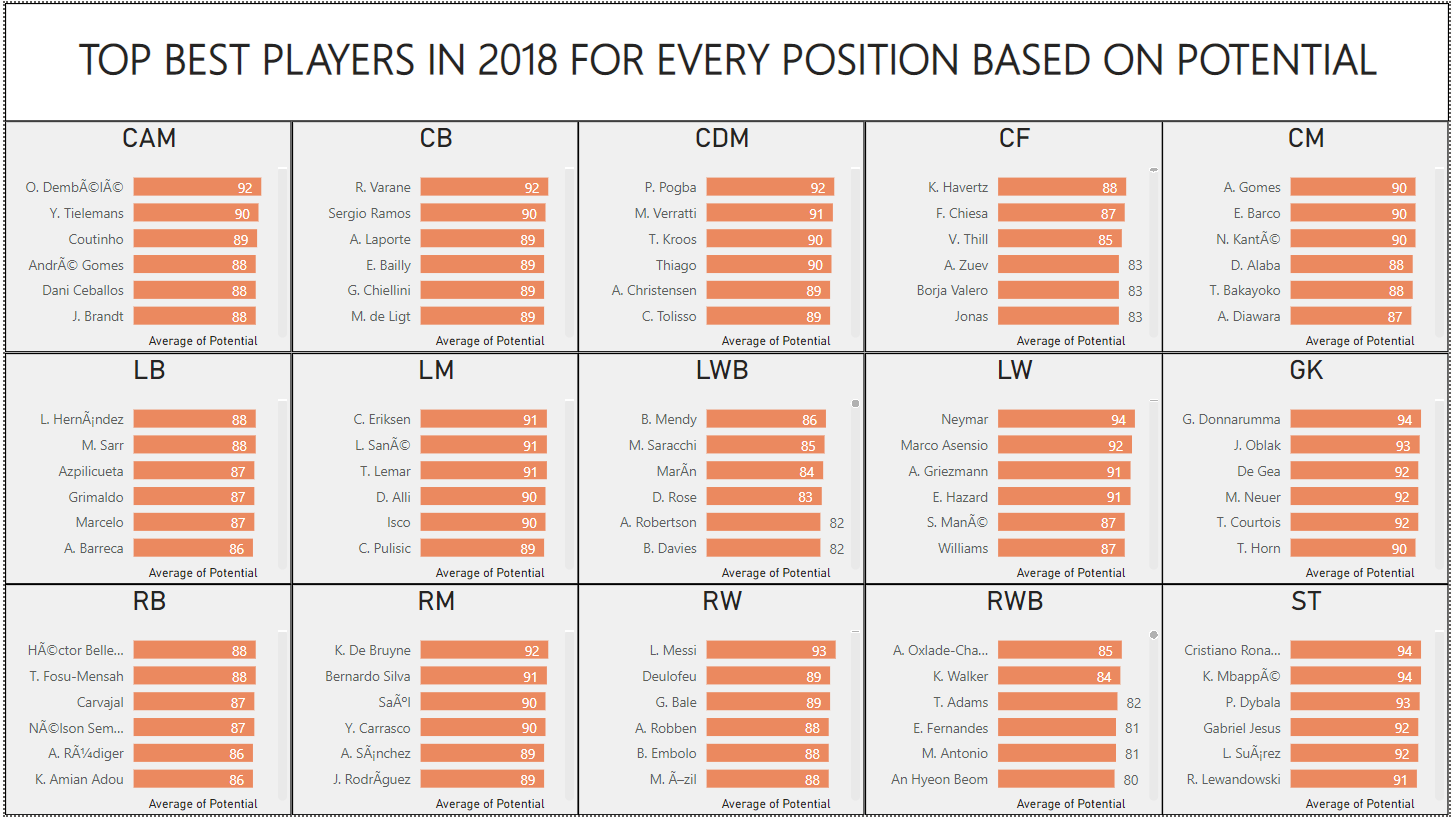 TOP BEST PLAYERS IN 2018 FOR EVERY POSITION BASED ON POTENTIAL
CAM
O. DembÃ©lÃ© 92
Y. Tielemans 90
Coutinho 89
AndrÃ© Gomes 88
Dani Ceballos 88
J. Brandt 88
Average of Potential
CB
R. Varane 92
Sergio Ramos 90
A. Laporte 89
E. Bailly 89
G. Chiellini 89
M. de Ligt 89
Average of Potential
CDM
P. Pogba 92
M. Verratti 91
T. Kroos 90
Thiago 90
A. Christensen 89
C. Tolisso 89
Average of Potential
CF
K. Havertz 88
F. Chiesa 87
V. Thill 85
A. Zuev 83
Borja Valero 83
Jonas 83
Average of Potential
CM
A. Gomes 90
E. Barco 90
N. KantÃ© 90
D. Alaba 88
T. Bakayoko 88
A. Diawara 87
Average of Potential
LB
L. HernÃ¡ndez 88
M. Sarr 88
Azpilicueta 87
Grimaldo 87
Marcelo 87
A. Barreca 86
Average of Potential
LM
C. Eriksen 91
L. SanÃ© 91
T. Lemar 91
D. Alli 90
Isco 90
C. Pulisic 89
Average of Potential
LWB
B. Mendy 86
M. Saracchi 85
MarÃ­n 84
D. Rose 83
A. Robertson 82
B. Davies 82
Average of Potential
LW
Neymar 94
Marco Asensio 92
A. Griezmann 91
E. Hazard 91
S. ManÃ© 87
Williams 87
Average of Potential
GK
G. Donnarumma 94
J. Oblak 93
De Gea 92
M. Neuer 92
T. Courtois 92
T. Horn 90
Average of Potential
RB
HÃ©ctor Belle... 88
T. Fosu-Mensah 88
Carvajal 87
NÃ©lson Sem... 87
A. RÃ¼diger 86
K. Amian Adou 86
Average of Potential
RM
K. De Bruyne 92
Bernardo Silva 91
SaÃºl 90
Y. Carrasco 90
A. SÃ¡nchez 89
J. RodrÃ­guez 89
Average of Potential
RW
L. Messi 93
Deulofeu 89
G. Bale 89
A. Robben 88
B. Embolo 88
M. Ã–zil 88
Average of Potential
RWB
A. Oxlade-Cha... 85
K. Walker 84
T. Adams 82
E. Fernandes 81
M. Antonio 81
An Hyeon Beom 80
Average of Potential
ST
Cristiano Rona... 94
K. MbappÃ© 94
P. Dybala 93
Gabriel Jesus 92
L. SuÃ¡rez 92
R. Lewandowski 91
Average of Potential